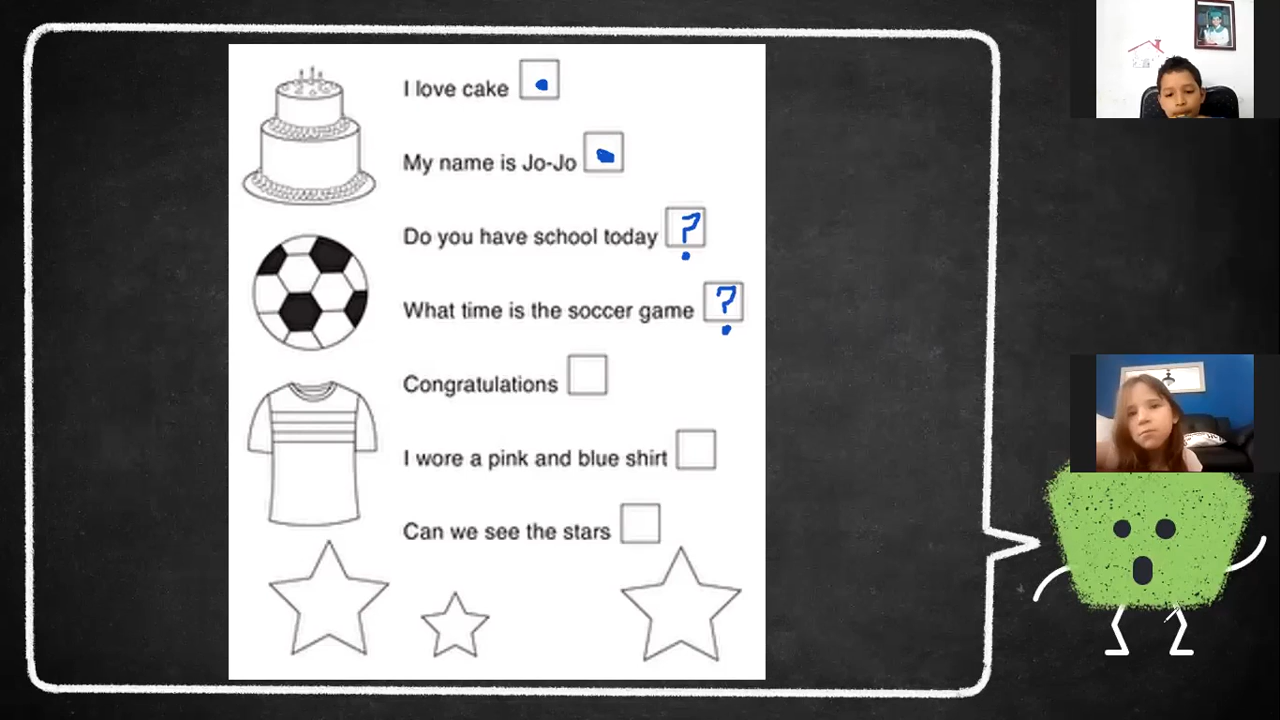 I love cake .
My name is Jo-Jo .
Do you have school today ?
What time is the soccer game ?
Congratulations
I wore a pink and blue shirt
Can we see the stars